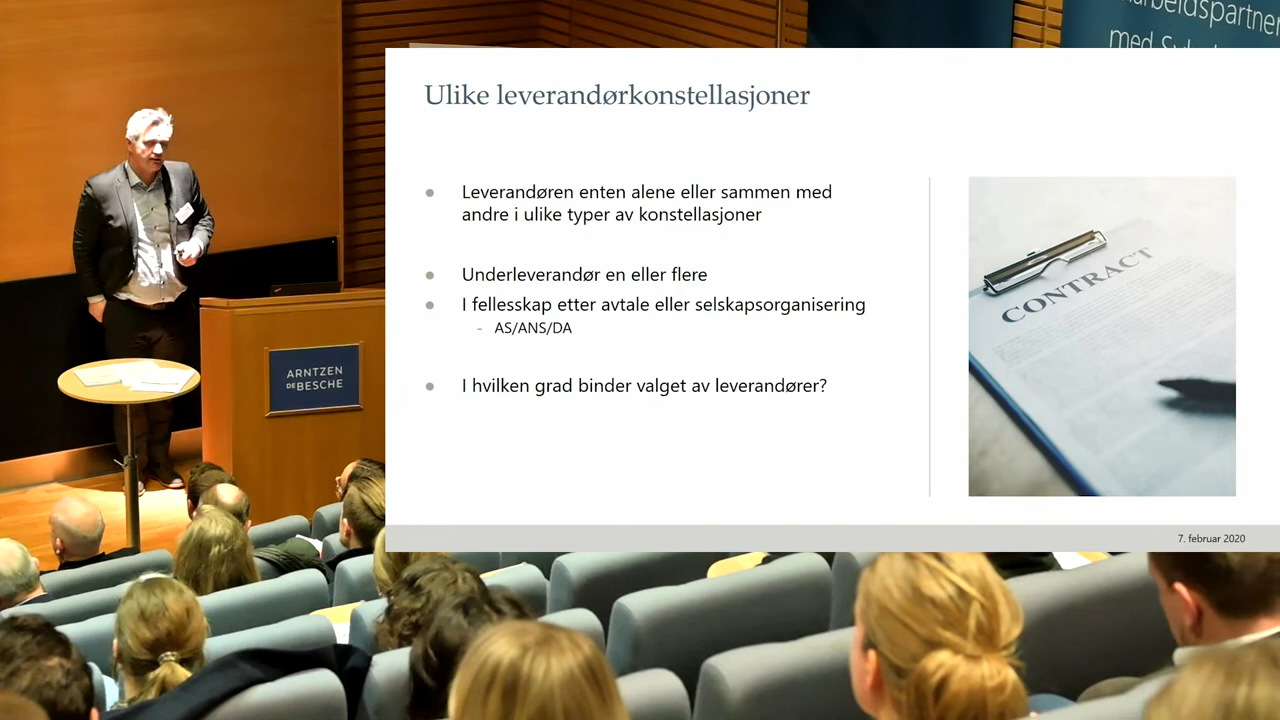 med
Ulike leverandørkonstellasjoner
Leverandøren enten alene eller sammen med
andre i ulike typer av konstellasjoner
Underleverandør en eller flere
I fellesskap etter avtale eller selskapsorganisering
- AS/ANS/DA
I hvilken grad binder valget av leverandører?
CONTRACT
7. februar 2020
ARNTZEN
DE BESCHE